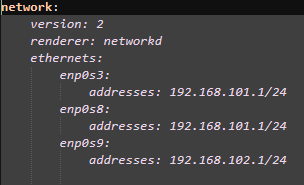 network:
    version: 2
    renderer: networkd
    ethernets:
        enp0s3:
            addresses: 192.168.101.1/24
        enp0s8:
            addresses: 192.168.101.1/24
        enp0s9:
            addresses: 192.168.102.1/24